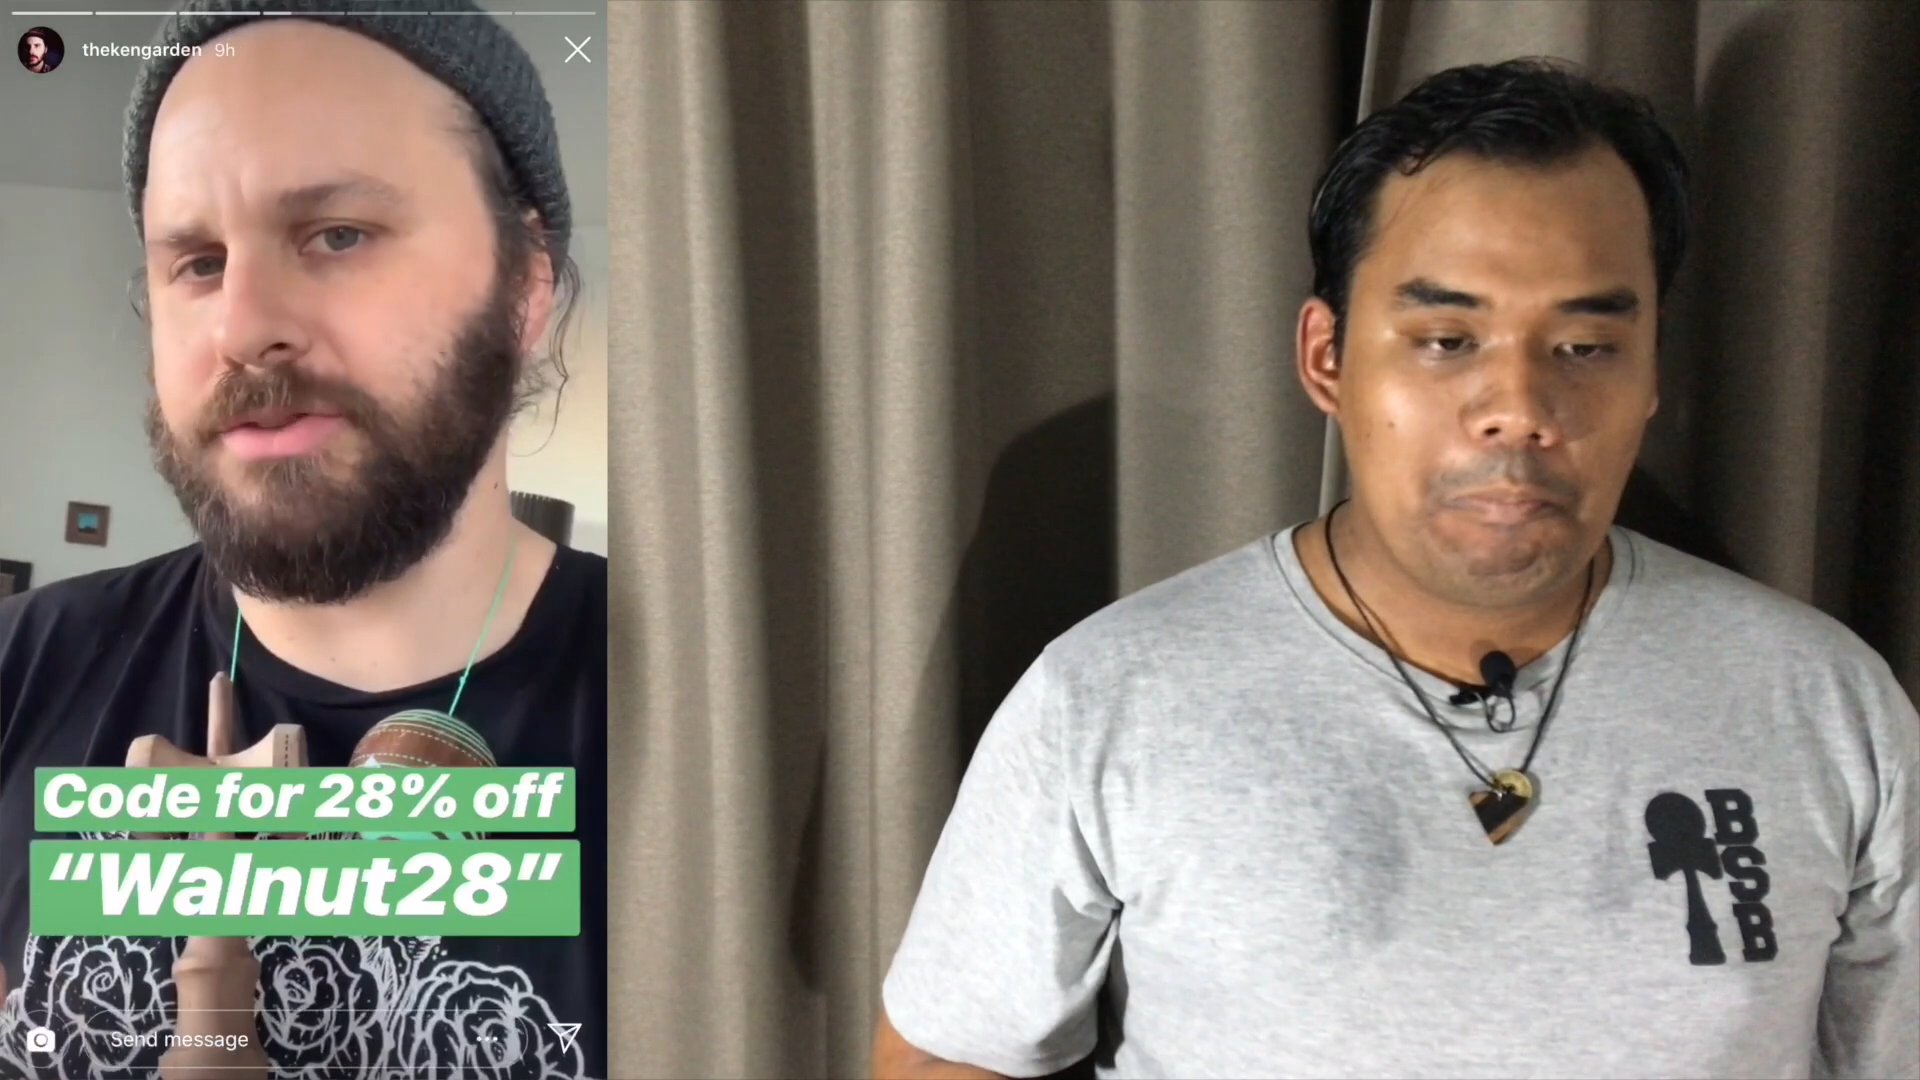 thekengarden 9h
Code for 28% off
“Walnut28”
Send message
BSB